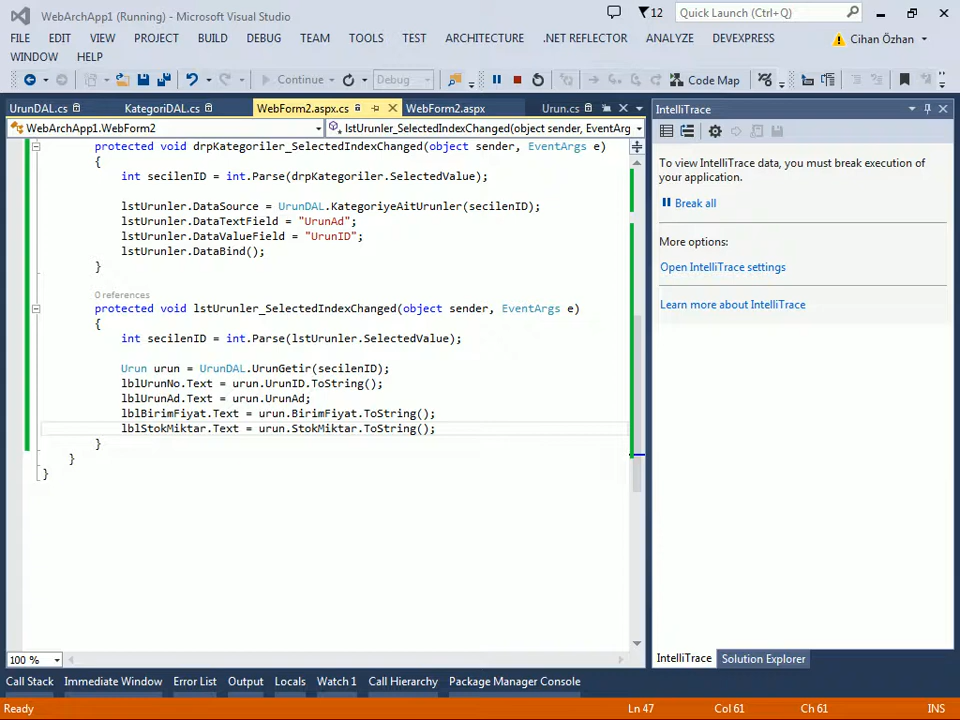 WebArchApp1 (Running) - Microsoft Visual Studio
12
Quick Launch (Ctrl+Q)
FILE EDIT VIEW PROJECT BUILD DEBUG TEAM TOOLS TEST ARCHITECTURE .NET REFLECTOR ANALYZE DEVEXPRESS
Cihan Özhan
WINDOW HELP
Continue
Debug
Code Map
UrunDAL.cs KategoriDAL.cs WebForm2.aspx.cs WebForm2.aspx Urun.cs
WebArchApp1.WebForm2
lstUrunler_SelectedIndexChanged(object sender, EventArg
protected void drpKategoriler_SelectedIndexChanged(object sender, EventArgs e)
{
int secilenID = int.Parse(drpKategoriler.SelectedValue);
lstUrunler.DataSource = UrunDAL.KategoriyeAitUrunler(secilenID);
lstUrunler.DataTextField = "UrunAd";
lstUrunler.DataValueField = "UrunID";
lstUrunler.DataBind();
}
0 references
protected void lstUrunler_SelectedIndexChanged(object sender, EventArgs e)
{
int secilenID = int.Parse(lstUrunler.SelectedValue);
Urun urun = UrunDAL.UrunGetir(secilenID);
lblUrunNo.Text = urun.UrunID.ToString();
lblUrunAd.Text = urun.UrunAd;
lblBirimFiyat.Text = urun.BirimFiyat.ToString();
lblStokMiktar.Text = urun.StokMiktar.ToString();
}
}
}
100 %
IntelliTrace
To view IntelliTrace data, you must break execution of
your application.
Break all
More options:
Open IntelliTrace settings
Learn more about IntelliTrace
IntelliTrace Solution Explorer
Call Stack Immediate Window Error List Output Locals Watch 1 Call Hierarchy Package Manager Console
Ready
Ln 47 Col 61 Ch 61 INS